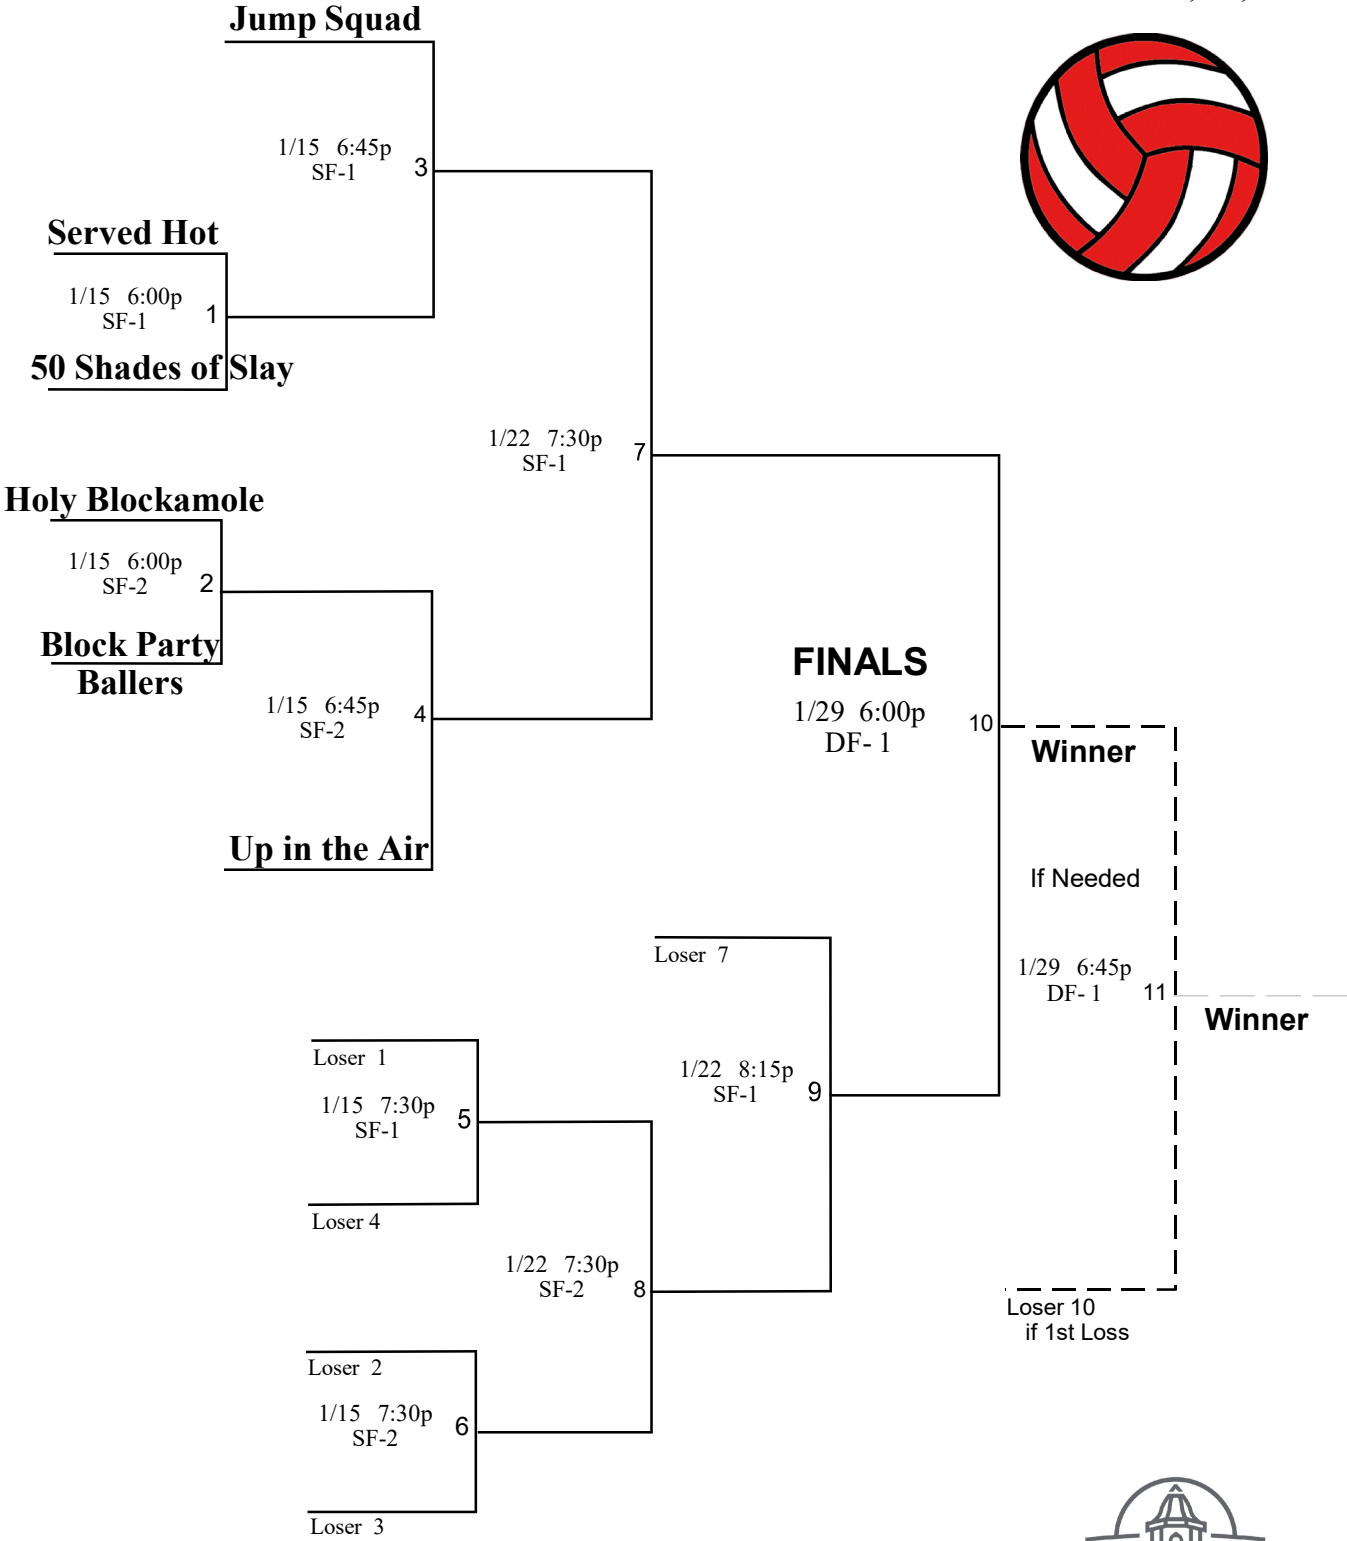 Jump Squad
1/15 6:45p
SF-1
3
Served Hot
1/15 6:00p
SF-1
1
50 Shades of Slay
1/22 7:30p
SF-1
7
Holy Blockamole
1/15 6:00p
SF-2
2
Block Party
Ballers
1/15 6:45p
SF-2
4
Up in the Air
FINALS
1/29 6:00p
DF- 1
10
Winner
If Needed
1/29 6:45p
DF- 1
11
Winner
Loser 7
1/22 8:15p
SF-1
9
Loser 1
1/15 7:30p
SF-1
5
Loser 4
1/22 7:30p
SF-2
8
Loser 10
if 1st Loss
Loser 2
1/15 7:30p
SF-2
6
Loser 3